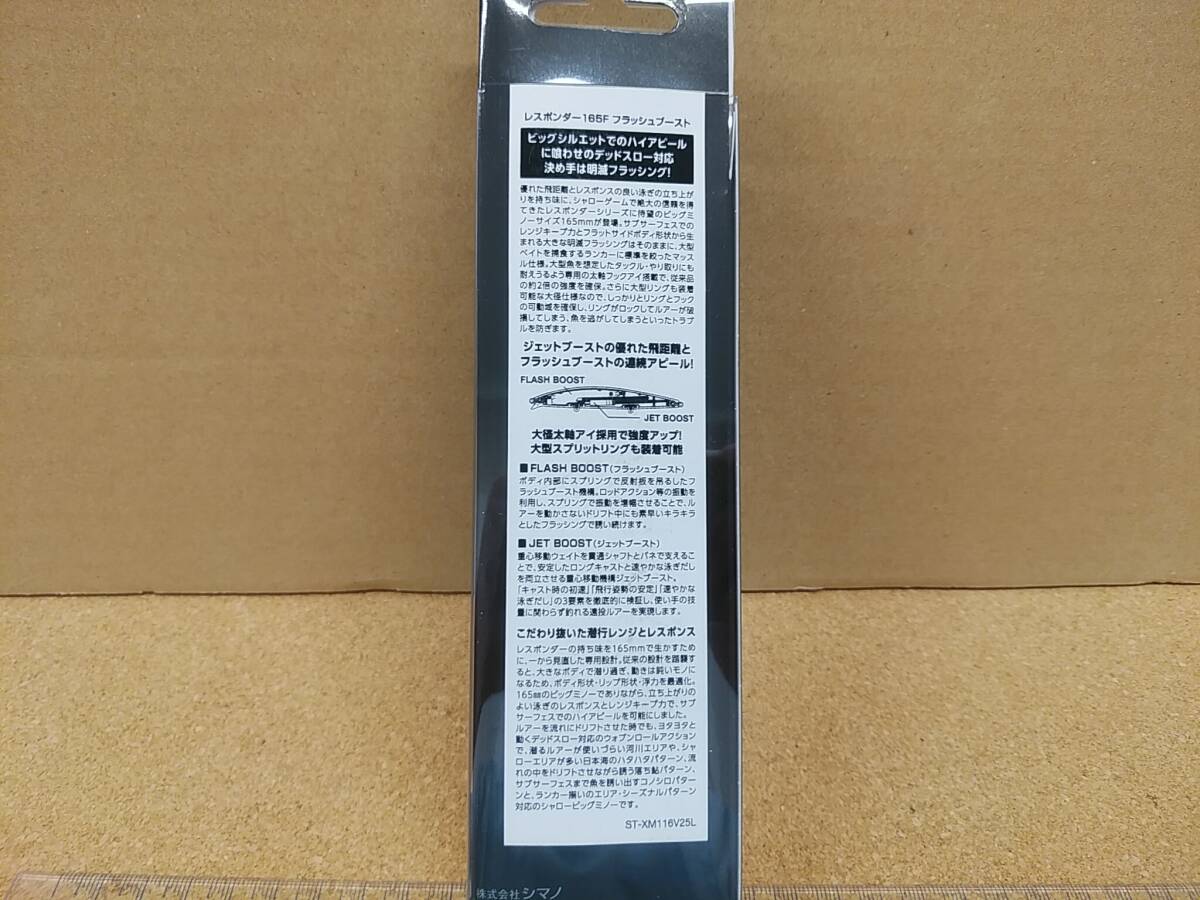 レスポンダー165F フラッシュブースト
ビッグシルエットでのハイアピール
に喰わせのデッドスロー対応
決め手は明滅フラッシング!
優れた飛距離とレスポンスの良い泳ぎの立ち上が
りを持ち味に、シャローゲームで絶大の信頼を得
てきたレスポンダーシリーズに待望のビッグミ
ノーサイズ165mmが登場。サブサーフェスでの
レンジキープ力とフラットサイドボディ形状から生
まれる大きな明滅フラッシングはそのままに、大型
ベイトを捕食するランカーに標準を絞ったマッス
ル仕様。大型魚を想定したタックル・やり取りにも
耐えうるよう専用の太軸フックアイ搭載で、従来品
の約2倍の強度を確保。さらに大型リングも装着
可能な大径仕様なので、しっかりとリングとフック
の可動域を確保し、リングがロックしてルアーが破
損してしまう、魚を逃がしてしまうといったトラブ
ルを防ぎます。
ジェットブーストの優れた飛距離と
フラッシュブーストの連続アピール!
FLASH BOOST
JET BOOST
大径太軸アイ採用で強度アップ!
大型スプリットリングも装着可能
■FLASH BOOST(フラッシュブースト)
ボディ内部にスプリングで反射板を吊るしたフ
ラッシュブースト機構。ロッドアクション等の振動を
利用し、スプリングで振動を増幅させることで、ル
アーを動かさないドリフト中にも素早いキラキラ
としたフラッシングで誘い続けます。
■JET BOOST(ジェットブースト)
重心移動ウェイトを貫通シャフトとバネで支えるこ
とで、安定したロングキャストと速やかな泳ぎだし
を両立させる重心移動機構ジェットブースト。
「キャスト時の初速」「飛行姿勢の安定」「速やかな
泳ぎだし」の3要素を徹底的に検証し、使い手の技
量に関わらず釣れる遠投ルアーを実現します。
こだわり抜いた潜行レンジとレスポンス
レスポンダーの持ち味を165mmで生かすため
に、一から見直した専用設計。従来の設計を踏襲す
ると、大きなボディで潜り過ぎ、動きは鈍いモノに
なるため、ボディ形状・リップ形状・浮力を最適化。
165㎜のビッグミノーでありながら、立ち上がりの
よい泳ぎのレスポンスとレンジキープ力で、サブ
サーフェスでのハイアピールを可能にしました。
ルアーを流れにドリフトさせた時でも、ヨタヨタと
動くデッドスロー対応のウォブンロールアクション
で、潜るルアーが使いづらい河川エリアや、シャ
ローエリアが多い日本海のハタハタパターン、流
れの中をドリフトさせながら誘う落ち鮎パターン、
サブサーフェスまで魚を誘い出すコノシロパター
ンと、ランカー揃いのエリア・シーズナルパターン
対応のシャロービッグミノーです。
ST-XM116V25L
株式会社シマノ